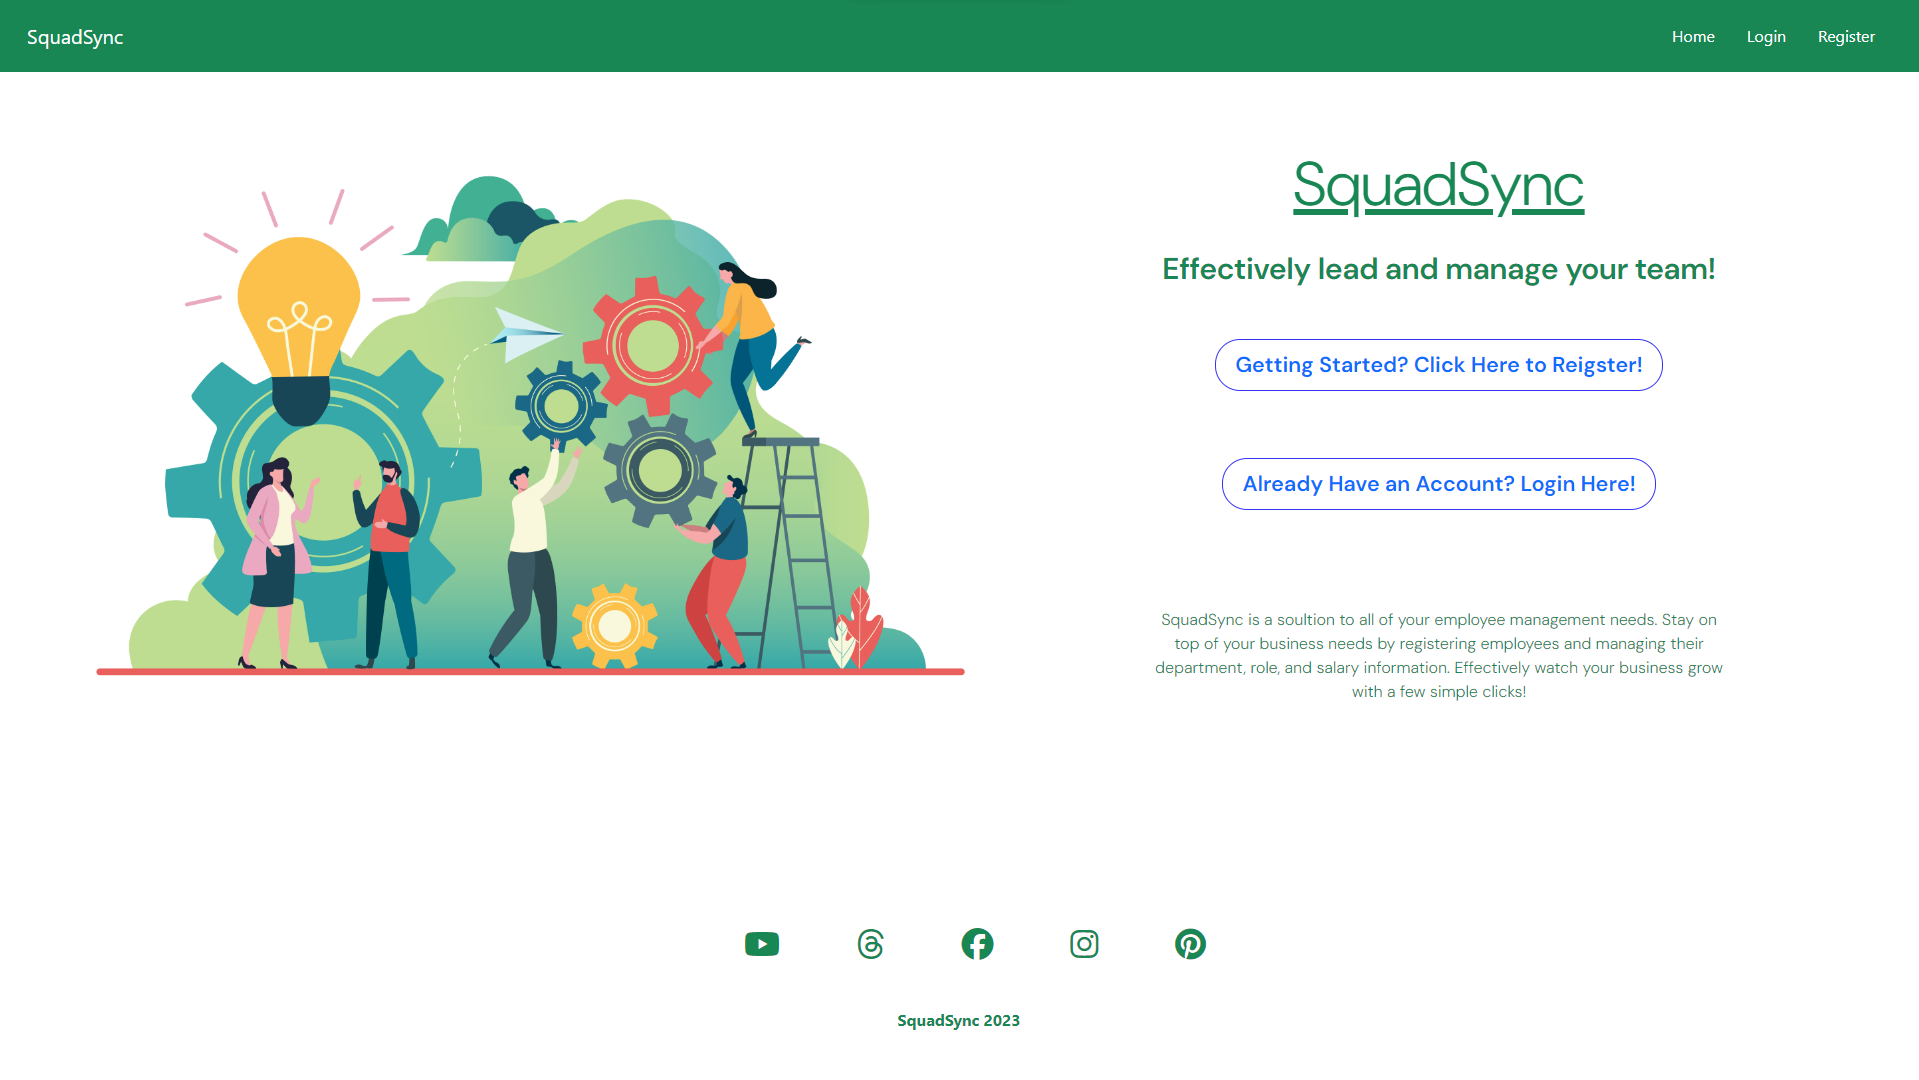 SquadSync
Home Login Register
SquadSync
Effectively lead and manage your team!
Getting Started? Click Here to Reigster!
Already Have an Account? Login Here!
SquadSync is a soultion to all of your employee management needs. Stay on
top of your business needs by registering employees and managing their
department, role, and salary information. Effectively watch your business grow
with a few simple clicks!
SquadSync 2023